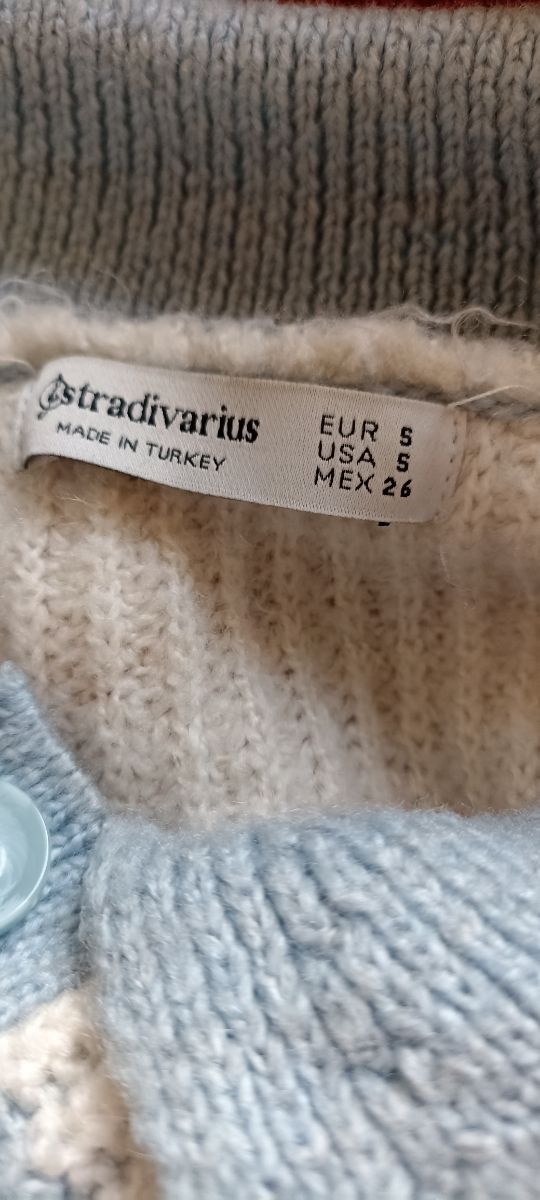 stradivarius
MADE IN TURKEY
EUR S
USA S
MEX 26